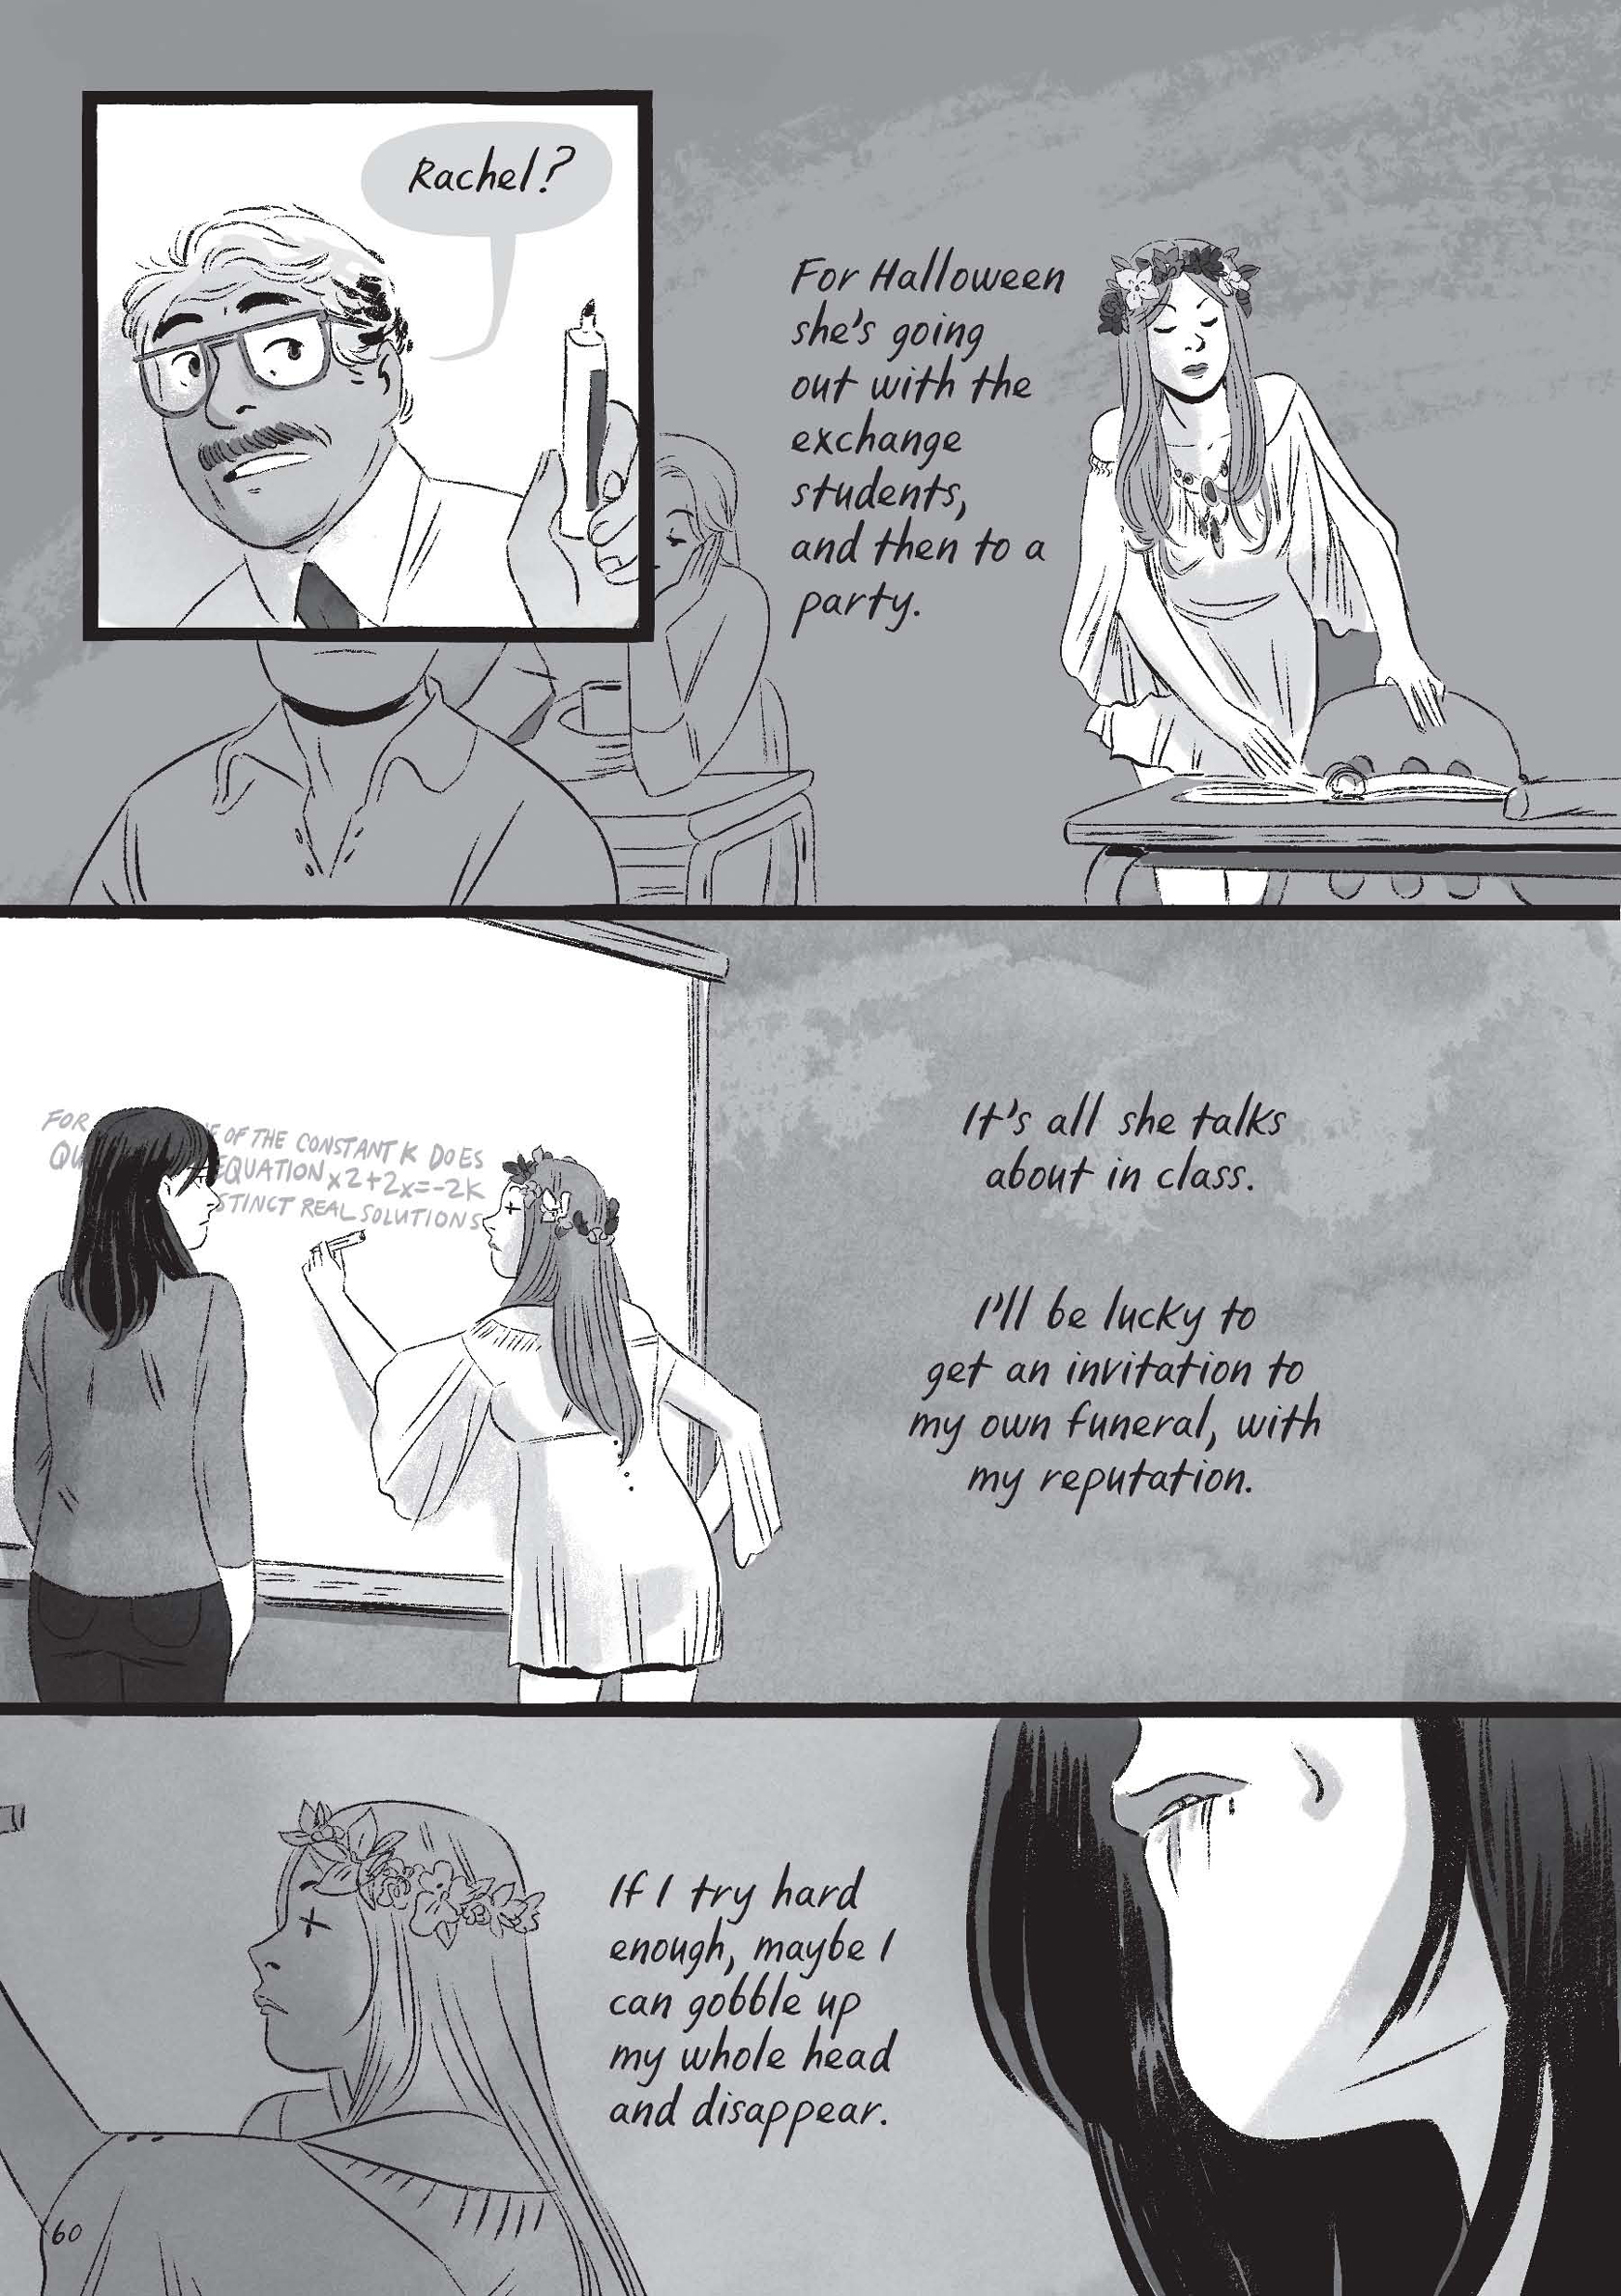 Rachel?
For Halloween
she's going
out with the
exchange
students,
and then to a
party.
FOR OF THE CONSTANT K DOES
EQUATION x2+2x=-2K
REAL SOLUTIONS
It's all she talks
about in class.
I'll be lucky to
get an invitation to
my own funeral, with
my reputation.
If I try hard
enough, maybe I
can gobble up
my whole head
and disappear.
60